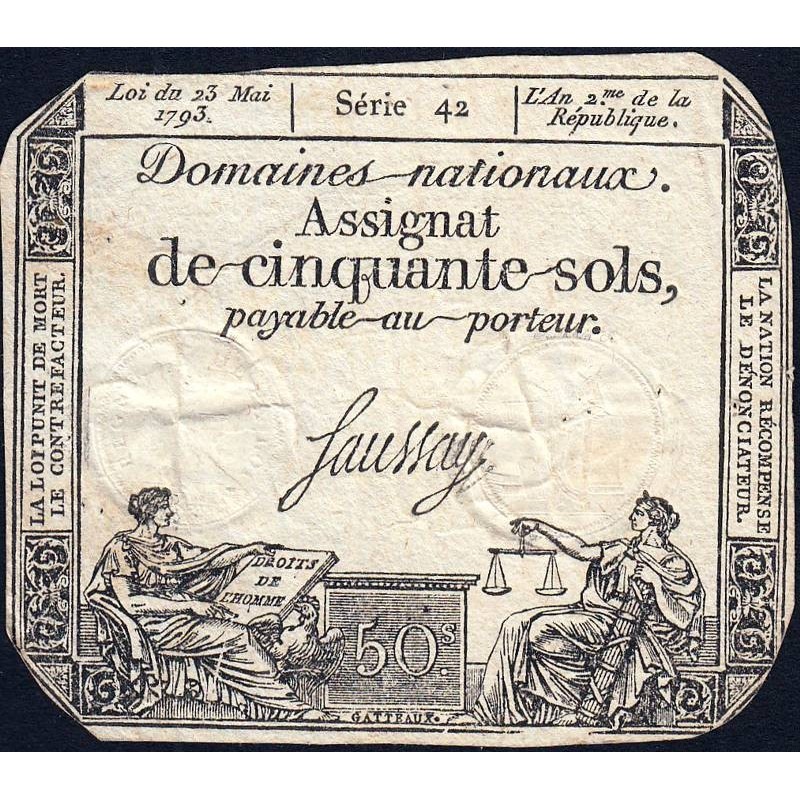 Loi du 23 Mai
1793.
Série 42
L'An 2.me de la
République.
Domaines nationaux.
Assignat
de cinquante sols,
payable au porteur.
LA LOI PUNIT DE MORT
LE CONTREFACTEUR.
LA NATION RÉCOMPENSE
LE DÉNONCIATEUR.
Saussay
DROITS
DE
L'HOMME
50.s
GATTEAUX.